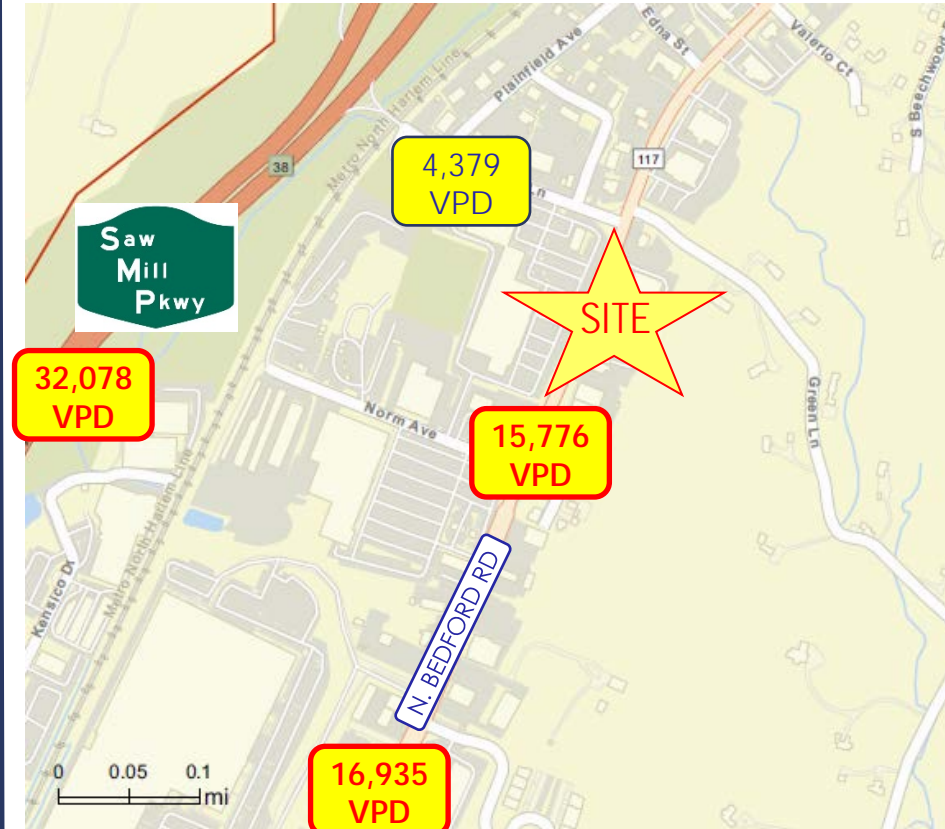 Edna St
Valerio Ct
S Beechwood
Plainfield Ave
Metro North Harlem Line
38
117
4,379
VPD
Ln
Saw
Mill
Pkwy
SITE
32,078
VPD
Norm Ave
Green Ln
15,776
VPD
Metro North Harlem Line
Kensico D
N. BEDFORD RD
0 0.05 0.1
mi
16,935
VPD